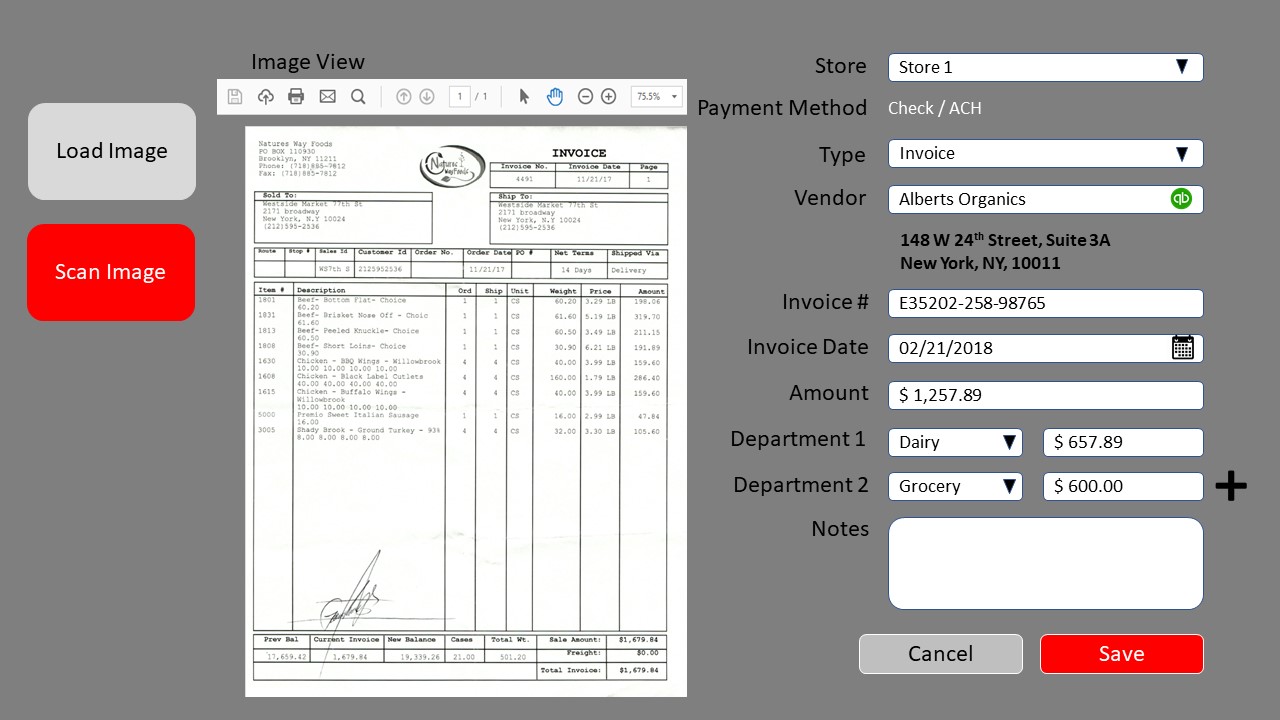 Image View
Load Image
Scan Image
1 / 1
75.5%
Natures Way Foods
PO BOX 110930
Brooklyn, NY 11211
Phone: (718)885-7812
Fax: (718)885-7812
Natures WayFoods
INVOICE
Invoice No. Invoice Date Page
4491 11/21/17 1
Sold To:
Westside Market 77th St
2171 broadway
New York, N.Y 10024
(212)595-2536
Ship To:
Westside Market 77th St
2171 broadway
New York, N.Y 10024
(212)595-2536
Route Stop # Sales Id Customer Id Order No. Order Date PO # Net Terms Shipped Via
WS7th S 2125952536 11/21/17 14 Days Delivery
Item # Description Ord Ship Unit Weight Price Amount
1801 Beef- Bottom Flat- Choice 1 1 CS 60.20 3.29 LB 198.06
60.20
1831 Beef- Brisket Nose Off - Choic 1 1 CS 61.60 5.19 LB 319.70
61.60
1813 Beef- Peeled Knuckle- Choice 1 1 CS 60.50 3.49 LB 211.15
60.50
1808 Beef- Short Loins- Choice 1 1 CS 30.90 6.21 LB 191.89
30.90
1630 Chicken - BBQ Wings - Willowbrook 4 4 CS 40.00 3.99 LB 159.60
10.00 10.00 10.00 10.00
1608 Chicken - Black Label Cutlets 4 4 CS 160.00 1.79 LB 286.40
40.00 40.00 40.00 40.00
1615 Chicken - Buffalo Wings - 4 4 CS 40.00 3.99 LB 159.60
Willowbrook
10.00 10.00 10.00 10.00
5000 Premio Sweet Italian Sausage 1 1 CS 16.00 2.99 LB 47.84
16.00
3005 Shady Brook - Ground Turkey - 93% 4 4 CS 32.00 3.30 LB 105.60
8.00 8.00 8.00 8.00
Prev Bal Current Invoice New Balance Cases Total Wt. Sale Amount: $1,679.84
17,659.42 1,679.84 19,339.26 21.00 501.20 Freight: $0.00
Total Invoice: $1,679.84
Store Store 1
Payment Method Check / ACH
Type Invoice
Vendor Alberts Organics qb
148 W 24th Street, Suite 3A
New York, NY, 10011
Invoice # E35202-258-98765
Invoice Date 02/21/2018
Amount $ 1,257.89
Department 1 Dairy $ 657.89
Department 2 Grocery $ 600.00
Notes
Cancel Save